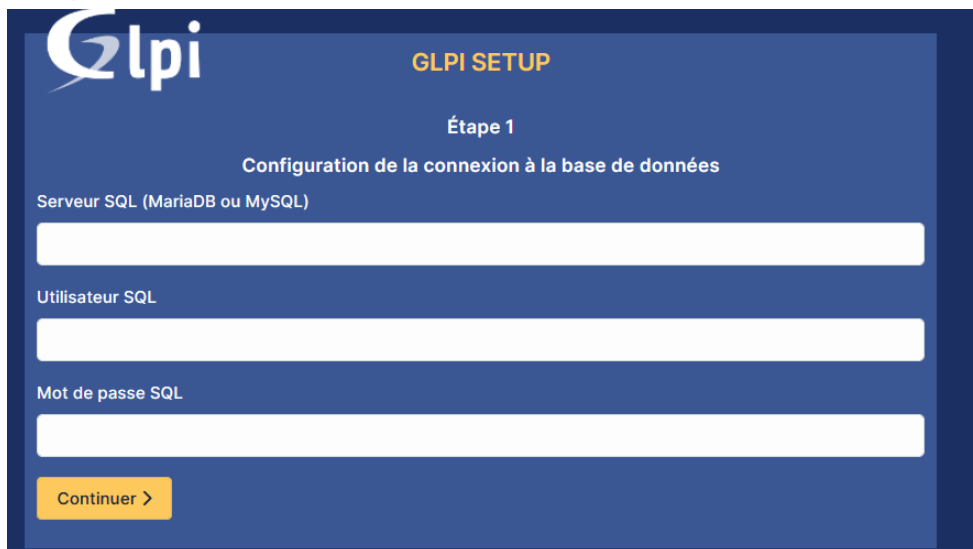 Glpi
GLPI SETUP
Étape 1
Configuration de la connexion à la base de données
Serveur SQL (MariaDB ou MySQL)
Utilisateur SQL
Mot de passe SQL
Continuer >